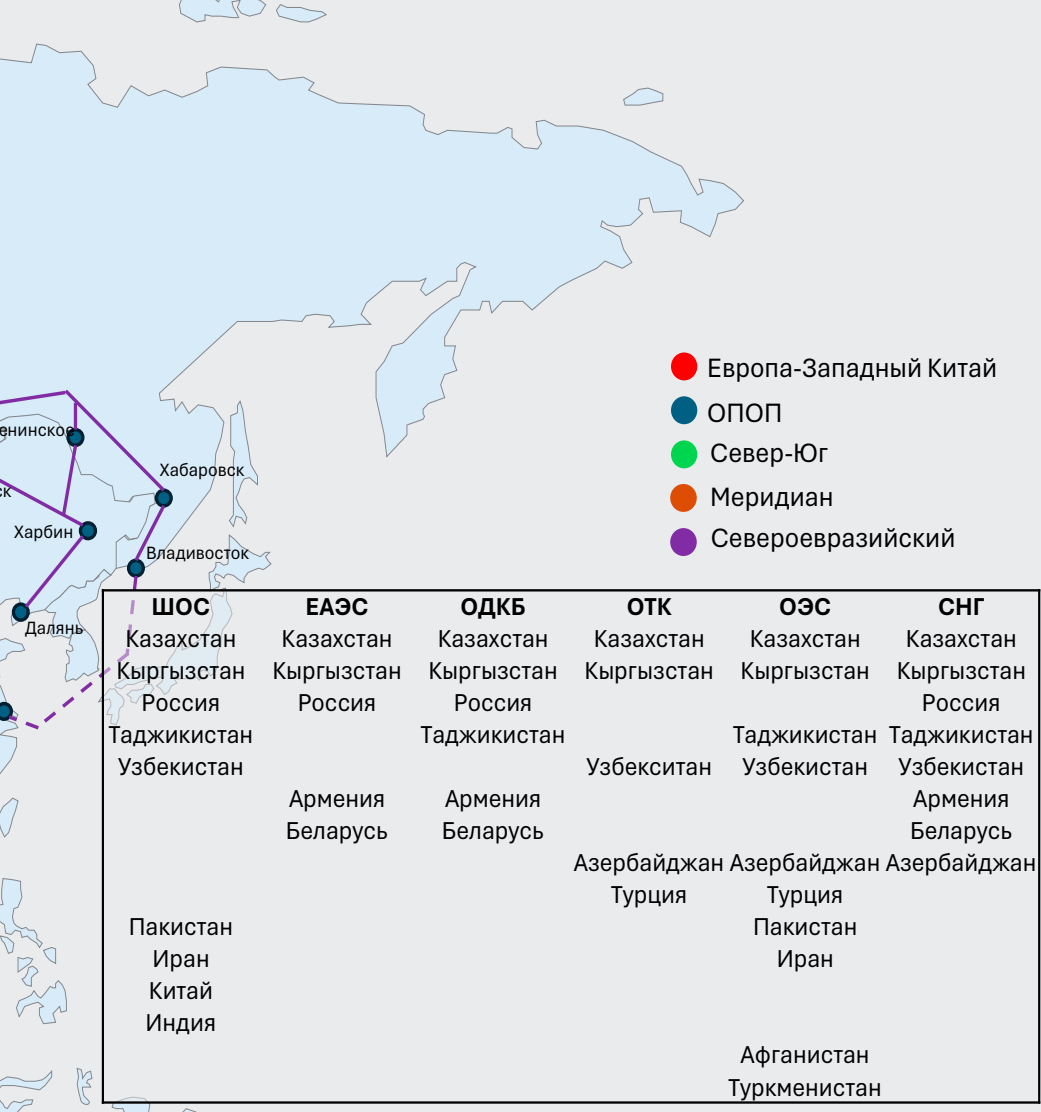 Европа-Западный Китай
ОПОП
енинское
Север-Юг
Хабаровск
ск
Меридиан
Харбин
Североевразийский
Владивосток
Далянь
ШОС ЕАЭС ОДКБ ОТК ОЭС СНГ
Казахстан Казахстан Казахстан Казахстан Казахстан Казахстан
Кыргызстан Кыргызстан Кыргызстан Кыргызстан Кыргызстан Кыргызстан
Россия Россия Россия Россия
Таджикистан Таджикистан Таджикистан Таджикистан
Узбекистан Узбекситан Узбекистан Узбекистан
Армения Армения Армения
Беларусь Беларусь Беларусь
Азербайджан Азербайджан Азербайджан
Турция Турция
Пакистан Пакистан
Иран Иран
Китай
Индия
Афганистан
Туркменистан